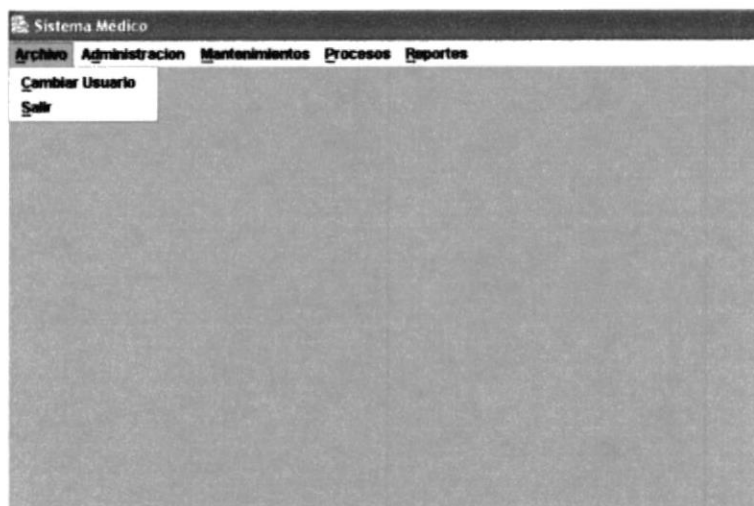 Sistema Médico
Archivo Administracion Mantenimientos Procesos Reportes
Cambiar Usuario
Salir